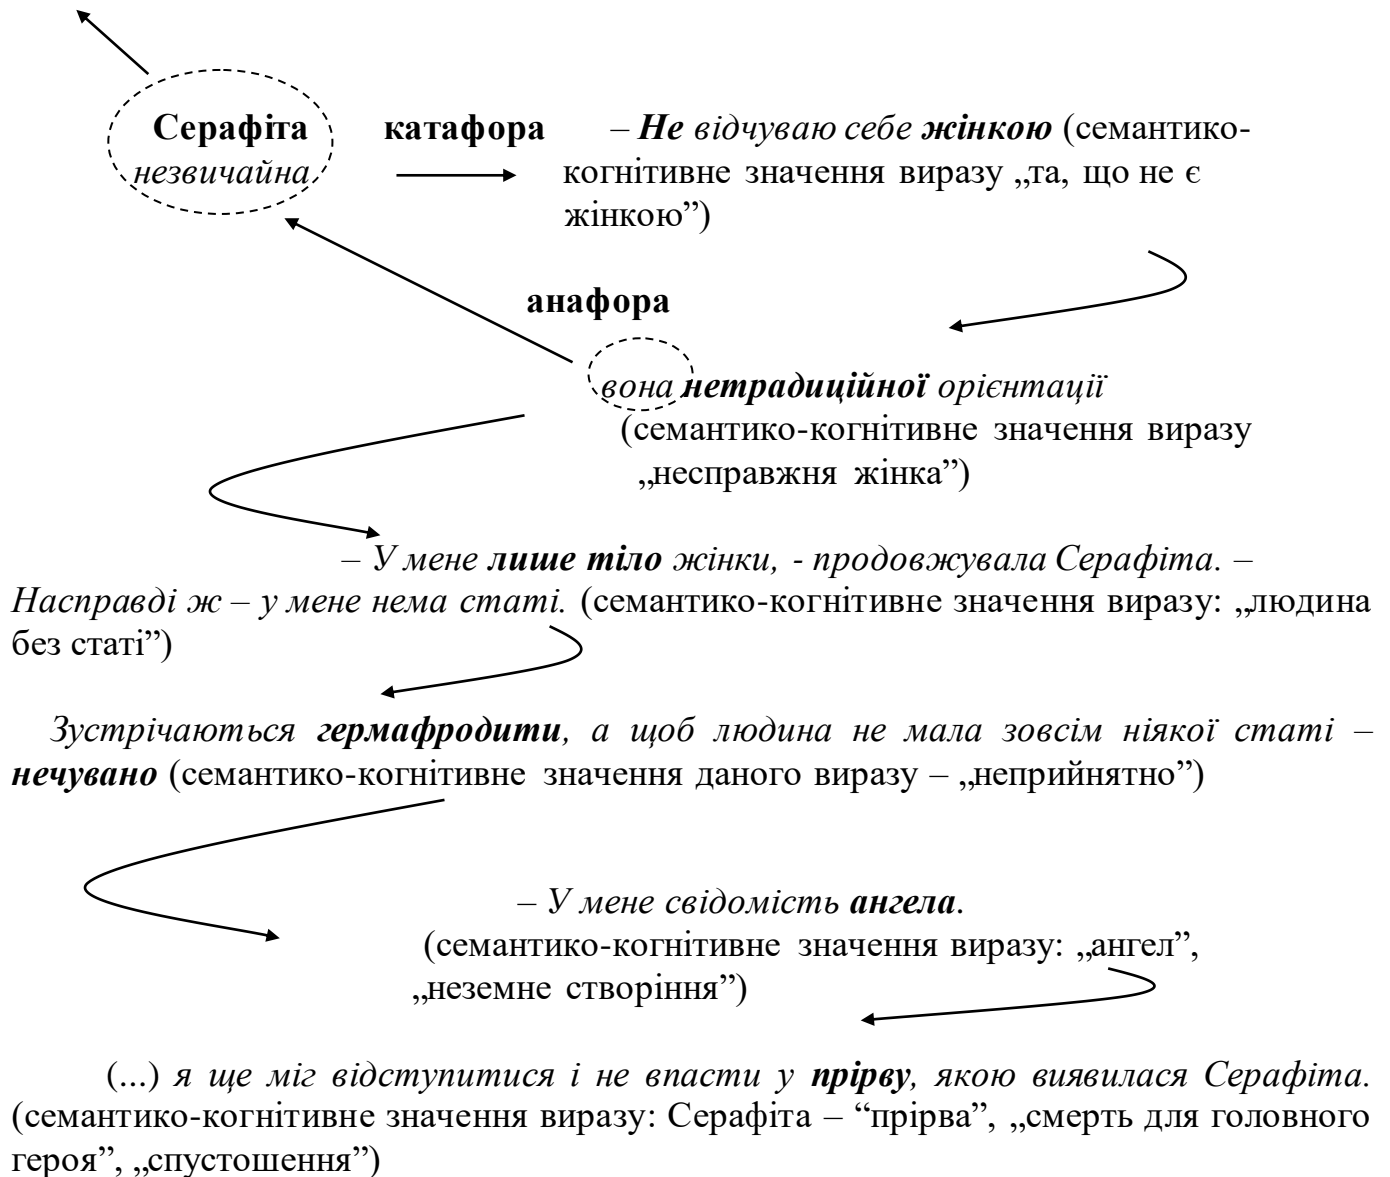 Серафіта катафора – Не відчуваю себе жінкою (семантико-
незвичайна когнітивне значення виразу „та, що не є
жінкою”)
анафора
вона нетрадиційної орієнтації
(семантико-когнітивне значення виразу
„несправжня жінка”)
– У мене лише тіло жінки, - продовжувала Серафіта. –
Насправді ж – у мене нема статі. (семантико-когнітивне значення виразу: „людина
без статі”)
Зустрічаються гермафродити, а щоб людина не мала зовсім ніякої статі –
нечувано (семантико-когнітивне значення даного виразу – „неприйнятно”)
– У мене свідомість ангела.
(семантико-когнітивне значення виразу: „ангел”,
„неземне створіння”)
(...) я ще міг відступитися і не впасти у прірву, якою виявилася Серафіта.
(семантико-когнітивне значення виразу: Серафіта – “прірва”, „смерть для головного
героя”, „спустошення”)